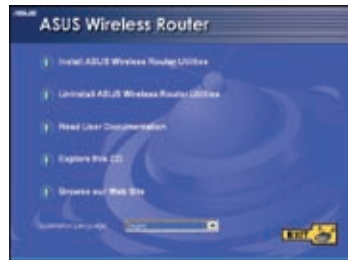 ASUS Wireless Router
Install ASUS Wireless Router Utilities
Uninstall ASUS Wireless Router Utilities
Read User Documentation
Explore this CD
Browse our Web Site
Language:
EXIT